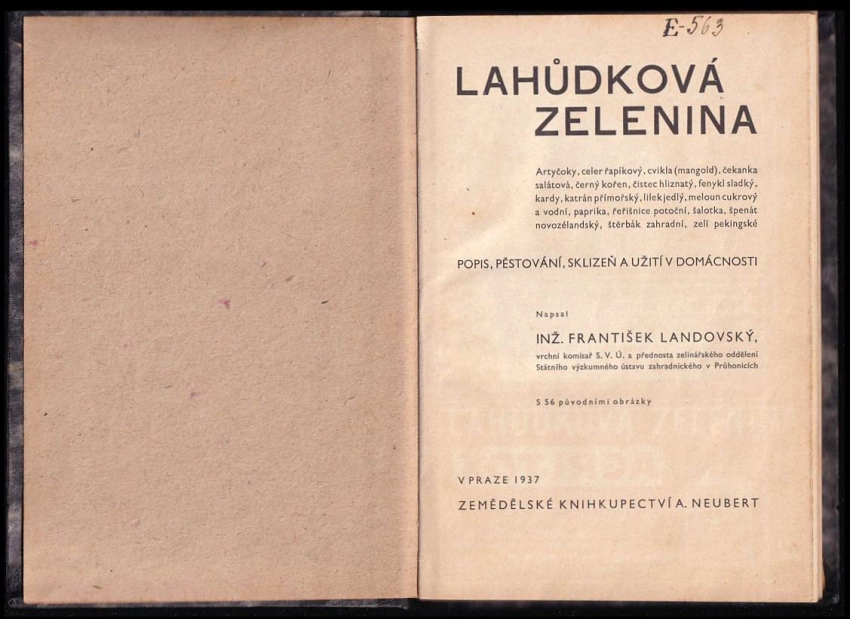 E-563
LAHŮDKOVÁ
ZELENINA
Artyčoky, celer řapíkový, cvikla (mangold), čekanka
salátová, černý kořen, čistec hliznatý, fenykl sladký,
kardy, katrán přímořský, lilek jedlý, meloun cukrový
a vodní, paprika, řeřišnice potoční, šalotka, špenát
novozélandský, štěrbák zahradní, zelí pekingské
POPIS, PĚSTOVÁNÍ, SKLIZEŇ A UŽITÍ V DOMÁCNOSTI
Napsal
INŽ. FRANTIŠEK LANDOVSKÝ,
vrchní komisař S. V. Ú. a přednosta zelinářského oddělení
Státního výzkumného ústavu zahradnického v Průhonicích
S 56 původními obrázky
V PRAZE 1937
ZEMĚDĚLSKÉ KNIHKUPECTVÍ A. NEUBERT